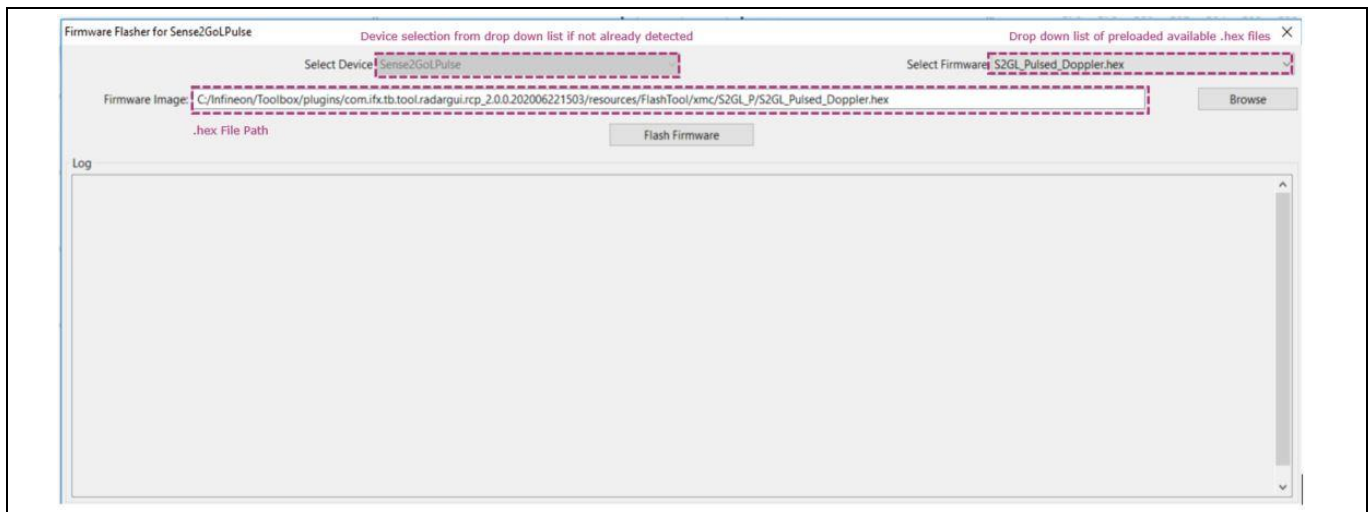 Firmware Flasher for Sense2GoLPulse
Device selection from drop down list if not already detected
Drop down list of preloaded available .hex files
Select Device Sense2GoLPulse
Select Firmware S2GL_Pulsed_Doppler.hex
Firmware Image: C:/Infineon/Toolbox/plugins/com.ifx.tb.tool.radargui.rcp_2.0.0.202006221503/resources/FlashTool/xmc/S2GL_P/S2GL_Pulsed_Doppler.hex
Browse
.hex File Path
Flash Firmware
Log